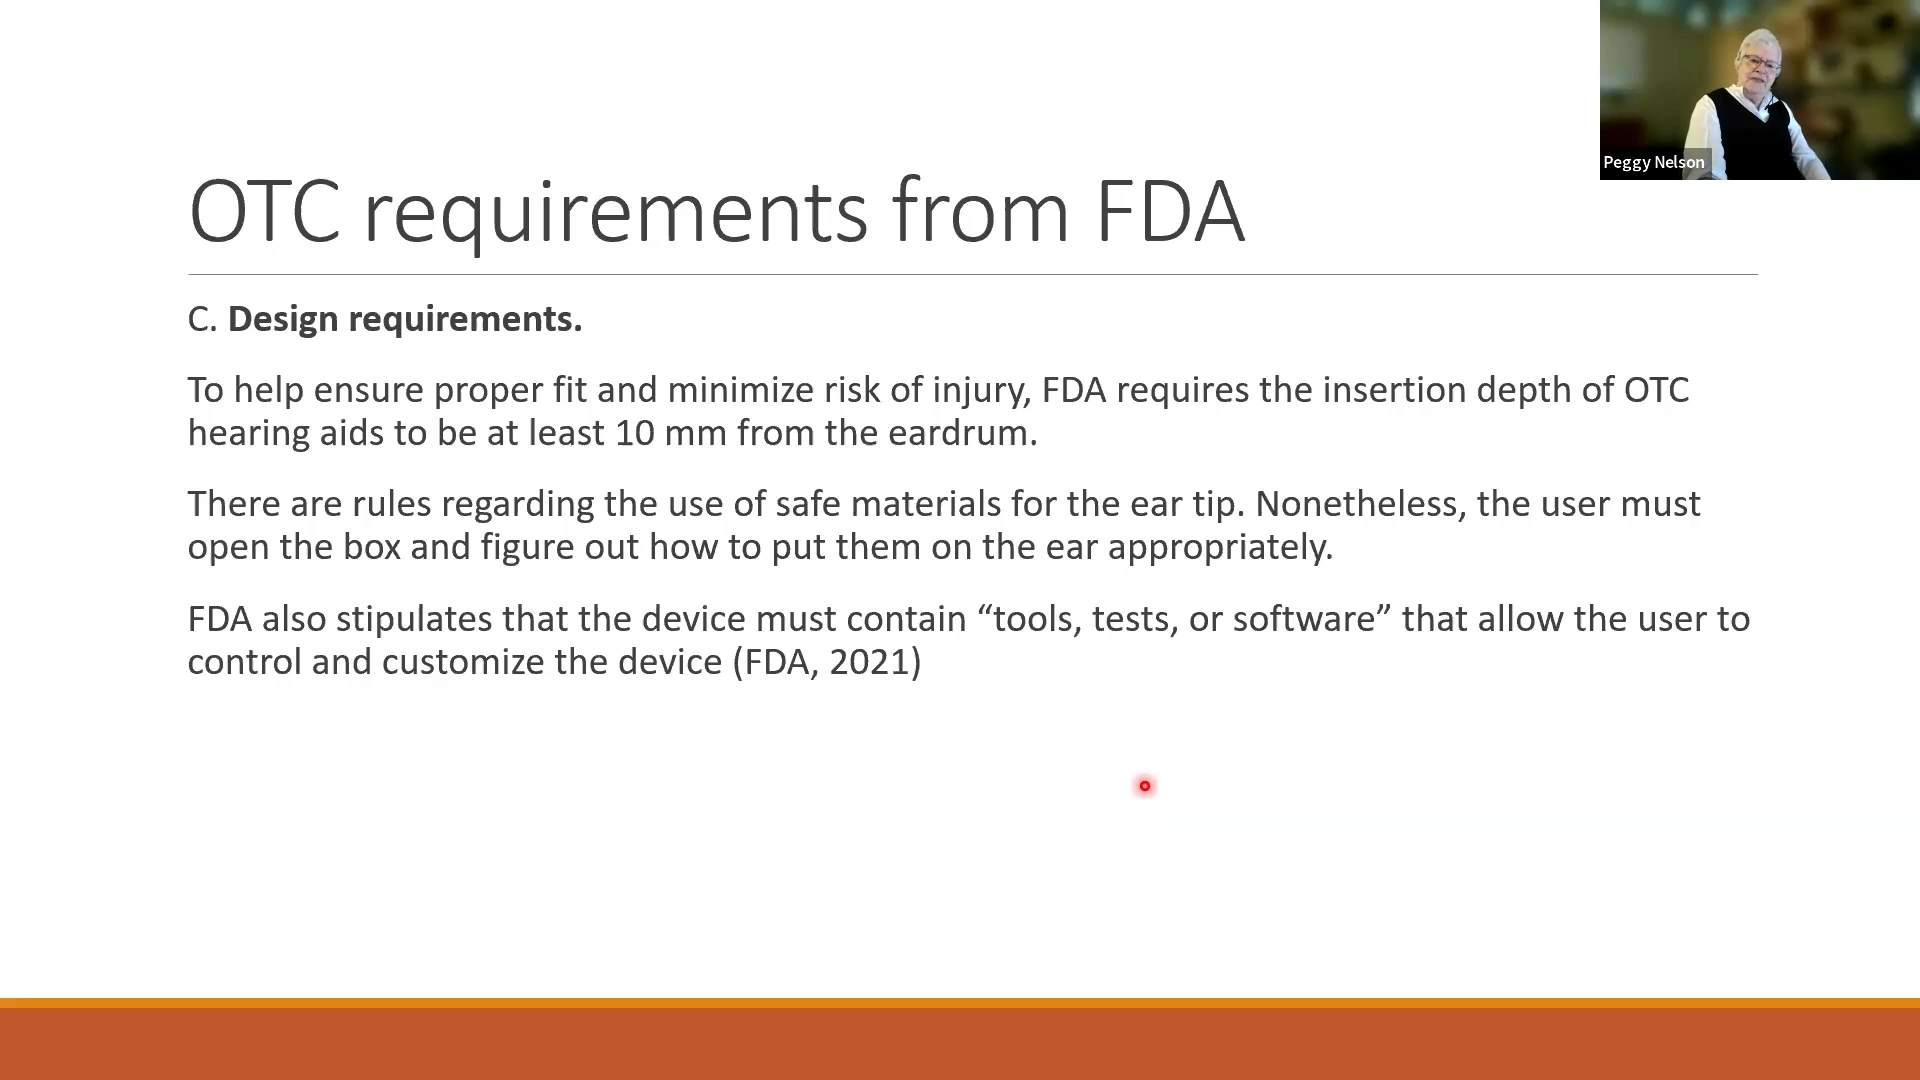 Peggy Nelson
OTC requirements from FDA
C. Design requirements.
To help ensure proper fit and minimize risk of injury, FDA requires the insertion depth of OTC
hearing aids to be at least 10 mm from the eardrum.
There are rules regarding the use of safe materials for the ear tip. Nonetheless, the user must
open the box and figure out how to put them on the ear appropriately.
FDA also stipulates that the device must contain “tools, tests, or software” that allow the user to
control and customize the device (FDA, 2021)